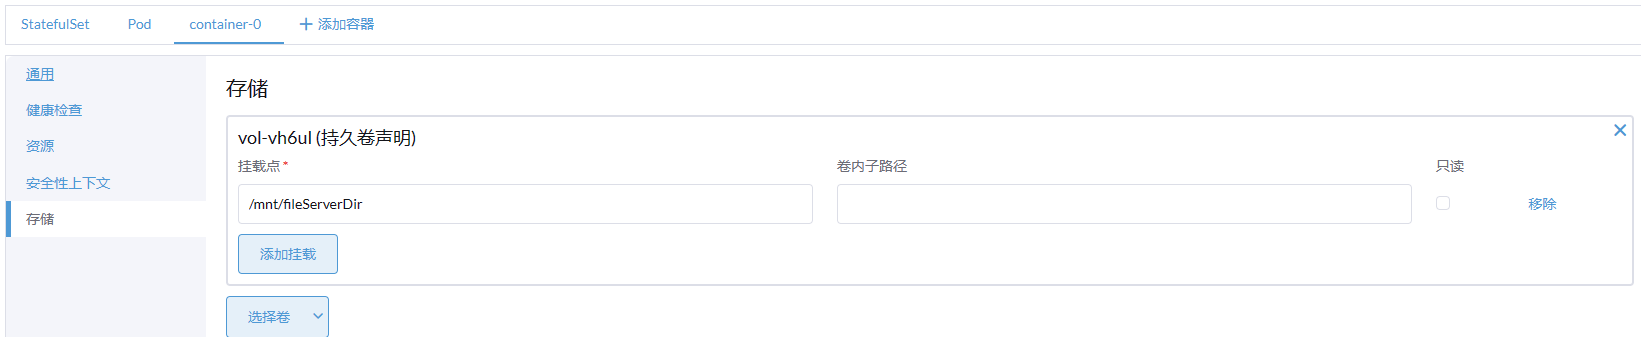 StatefulSet Pod container-0 + 添加容器
通用
健康检查
资源
安全性上下文
存储
存储
vol-vh6ul (持久卷声明)
挂载点* 卷内子路径 只读
/mnt/fileServerDir 移除
添加挂载
选择卷